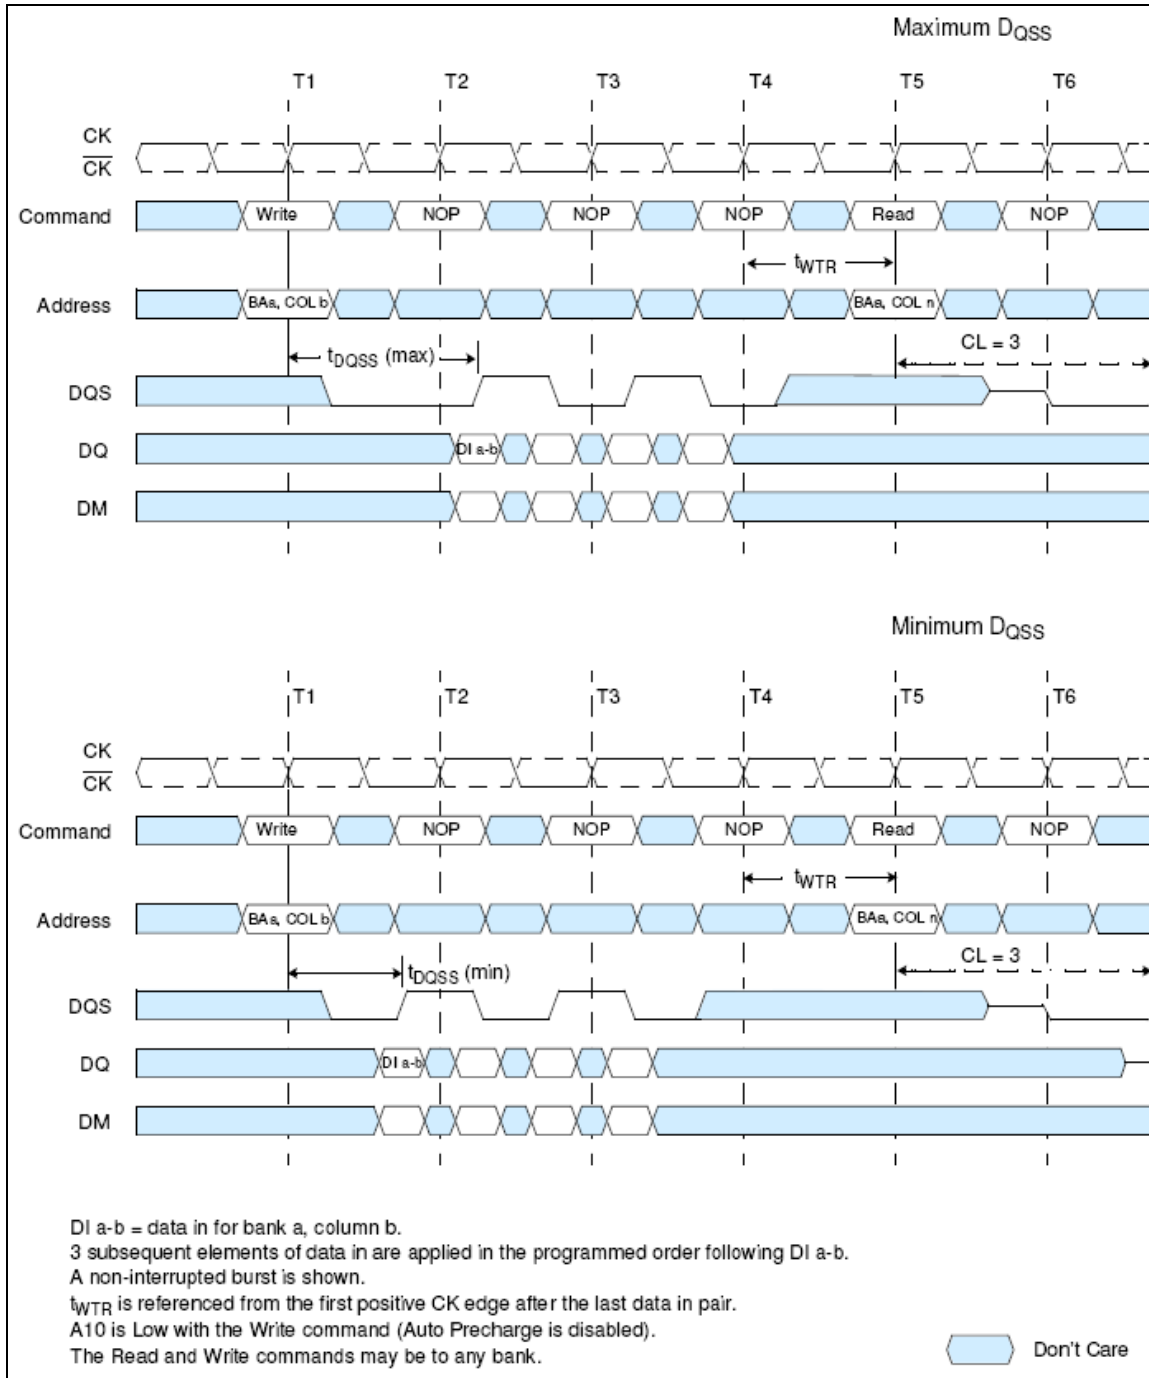 Maximum DQSS
T1 T2 T3 T4 T5 T6
CK
CK
Command Write NOP NOP NOP Read NOP
tWTR
Address BAa, COL b BAa, COL n
CL = 3
tDQSS (max)
DQS
DQ DI a-b
DM
Minimum DQSS
T1 T2 T3 T4 T5 T6
CK
CK
Command Write NOP NOP NOP Read NOP
tWTR
Address BAa, COL b BAa, COL n
CL = 3
tDQSS (min)
DQS
DQ DI a-b
DM
DI a-b = data in for bank a, column b.
3 subsequent elements of data in are applied in the programmed order following DI a-b.
A non-interrupted burst is shown.
tWTR is referenced from the first positive CK edge after the last data in pair.
A10 is Low with the Write command (Auto Precharge is disabled).
The Read and Write commands may be to any bank.
Don't Care